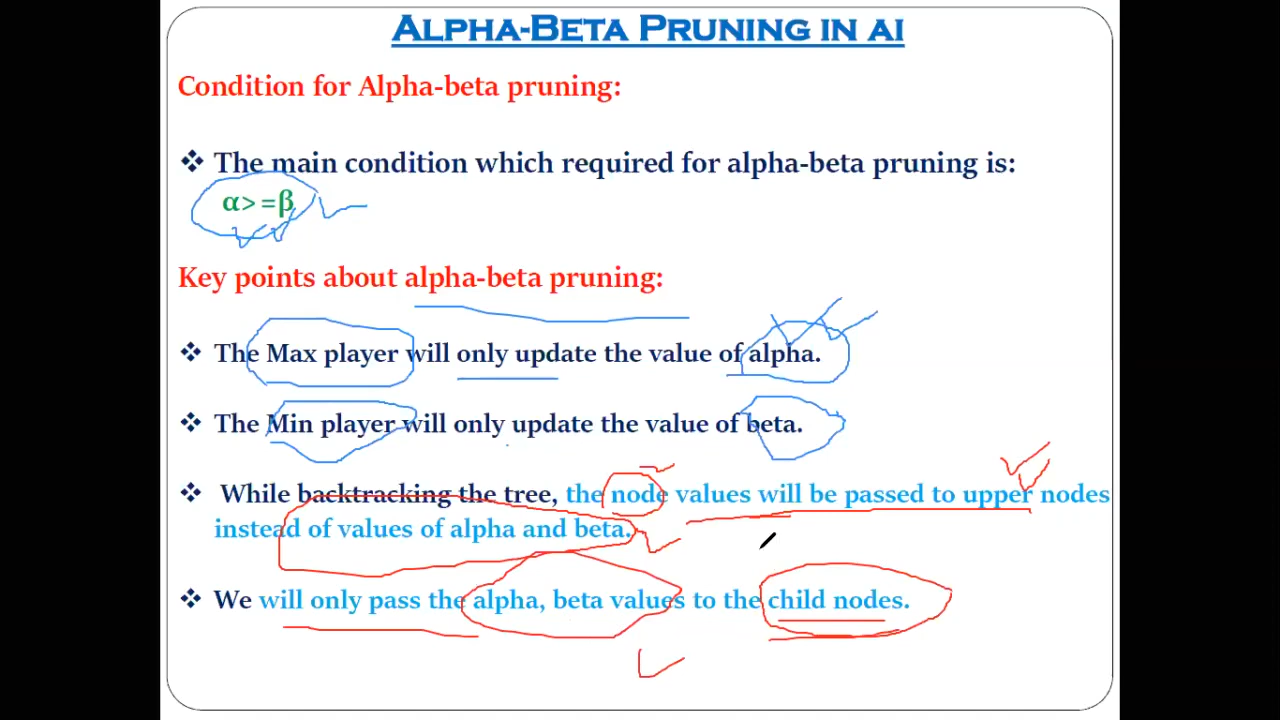 ALPHA-BETA PRUNING IN AI
Condition for Alpha-beta pruning:
❖ The main condition which required for alpha-beta pruning is:
α>=β
Key points about alpha-beta pruning:
❖ The Max player will only update the value of alpha.
❖ The Min player will only update the value of beta.
❖ While backtracking the tree, the node values will be passed to upper nodes
instead of values of alpha and beta.
❖ We will only pass the alpha, beta values to the child nodes.